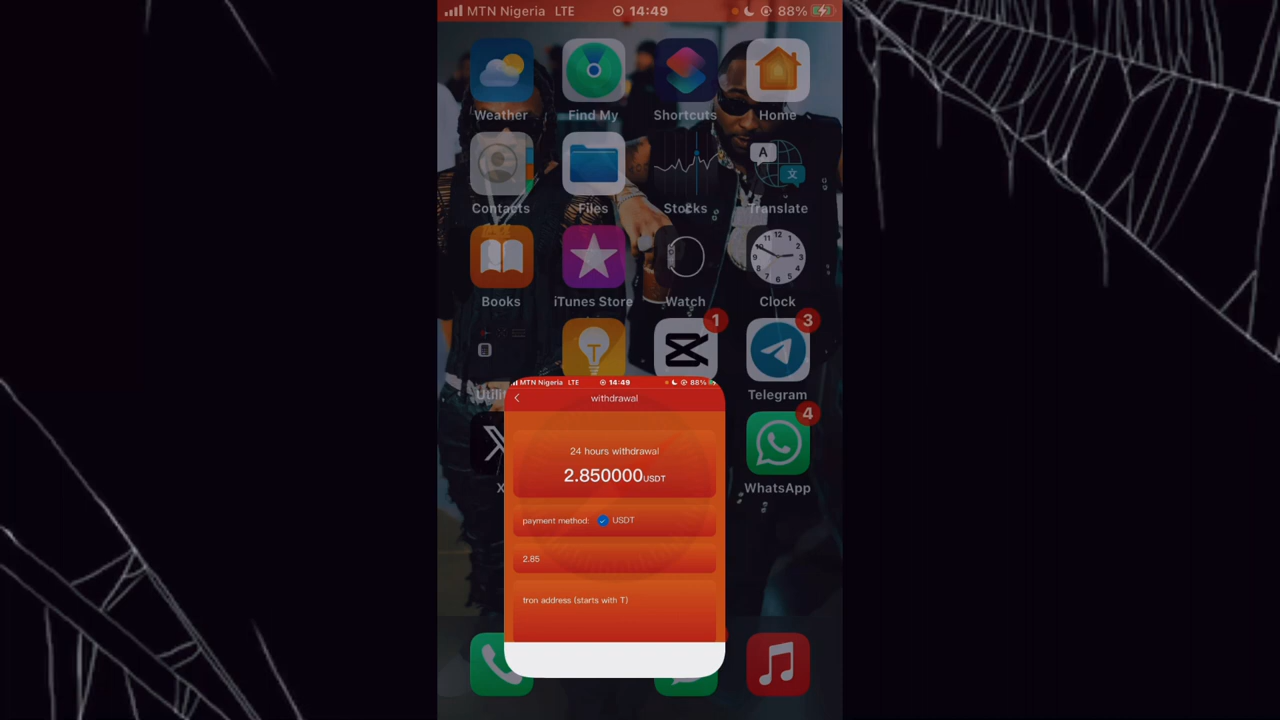 MTN Nigeria LTE 14:49 88%
Weather Find My Shortcuts Home
Contacts Files Stocks Translate
Books iTunes Store Watch Clock
1 3
Telegram
MTN Nigeria LTE 14:49 88%
withdrawal
24 hours withdrawal
2.850000USDT
payment method: USDT
2.85
tron address (starts with T)
4
X WhatsApp